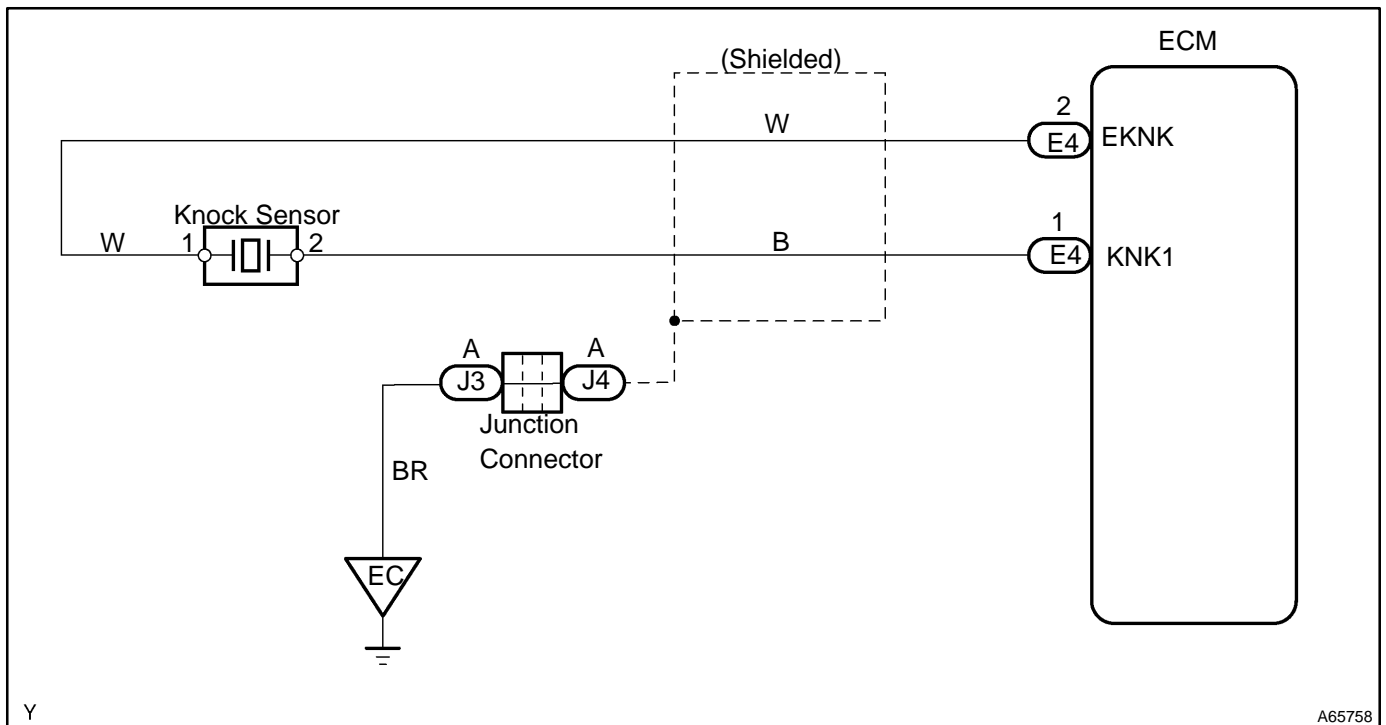 ECM
(Shielded)
2
W
E4
EKNK
Knock Sensor
1
W
1
2
B
E4
KNK1
A
A
J3
J4
Junction
Connector
BR
EC
Y
A65758